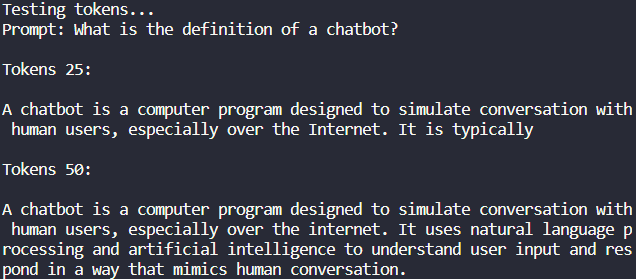 Testing tokens...
Prompt: What is the definition of a chatbot?
Tokens 25:
A chatbot is a computer program designed to simulate conversation with
human users, especially over the Internet. It is typically
Tokens 50:
A chatbot is a computer program designed to simulate conversation with
human users, especially over the internet. It uses natural language p
rocessing and artificial intelligence to understand user input and res
pond in a way that mimics human conversation.